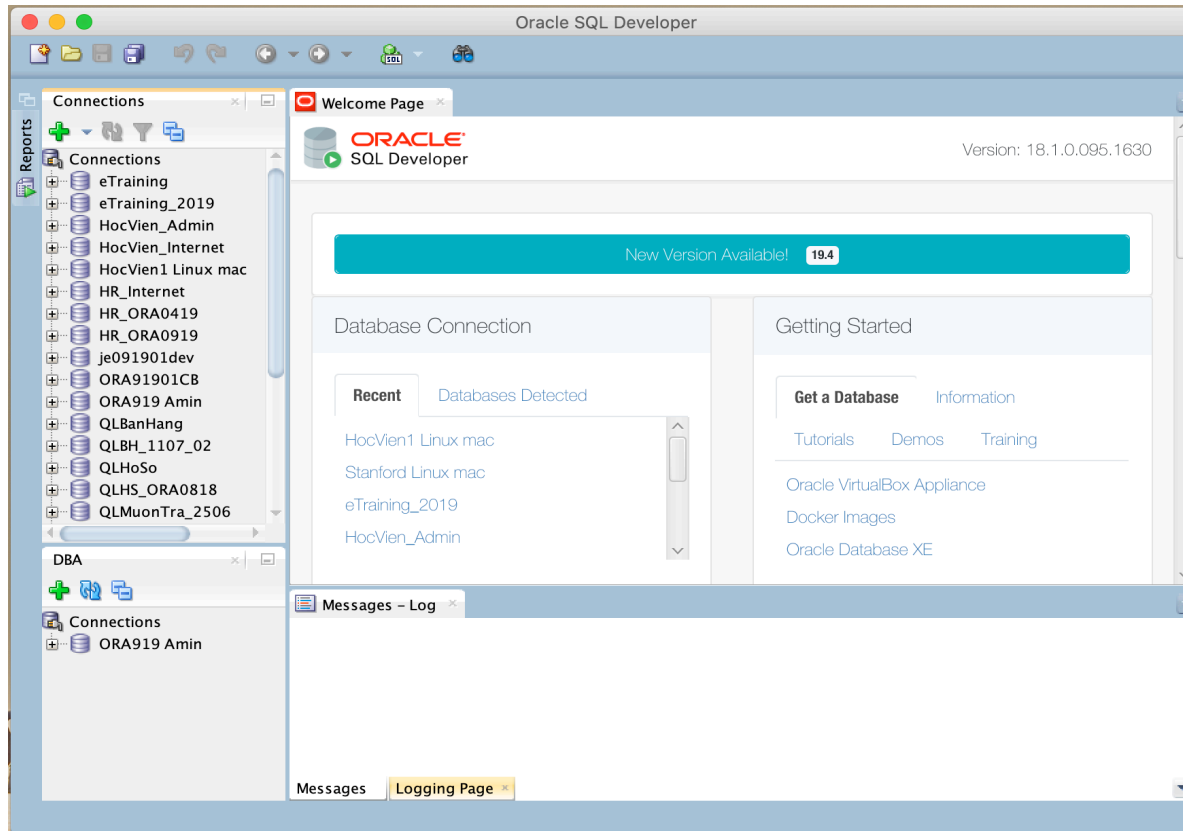 Oracle SQL Developer
SQL
Reports
Connections
Connections
eTraining
eTraining_2019
HocVien_Admin
HocVien_Internet
HocVien1 Linux mac
HR_Internet
HR_ORA0419
HR_ORA0919
je091901dev
ORA91901CB
ORA919 Amin
QLBanHang
QLBH_1107_02
QLHoSo
QLHS_ORA0818
QLMuonTra_2506
DBA
Connections
ORA919 Amin
Welcome Page
ORACLE
SQL Developer
Version: 18.1.0.095.1630
New Version Available! 19.4
Database Connection
Recent Databases Detected
HocVien1 Linux mac
Stanford Linux mac
eTraining_2019
HocVien_Admin
Getting Started
Get a Database Information
Tutorials Demos Training
Oracle VirtualBox Appliance
Docker Images
Oracle Database XE
Messages – Log
Messages Logging Page